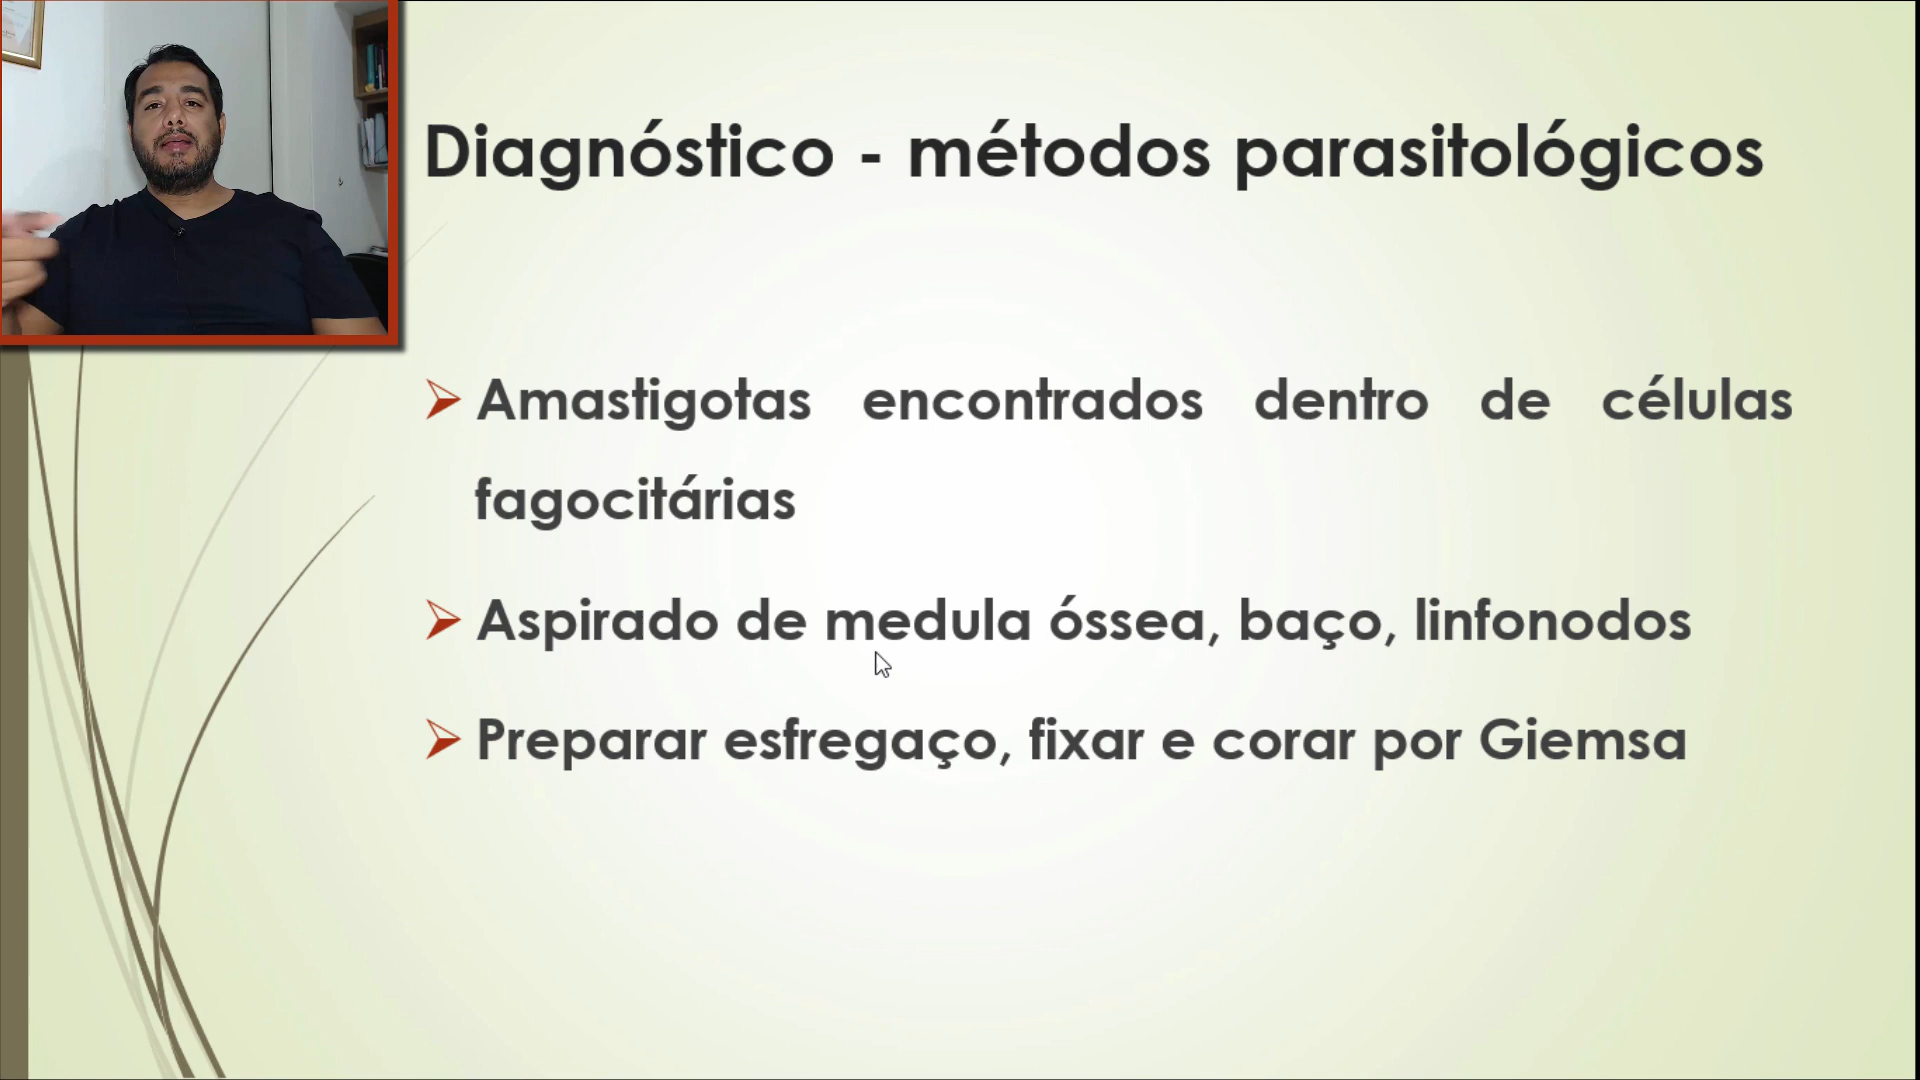 Diagnóstico - métodos parasitológicos
Amastigotas encontrados dentro de células
fagocitárias
Aspirado de medula óssea, baço, linfonodos
Preparar esfregaço, fixar e corar por Giemsa